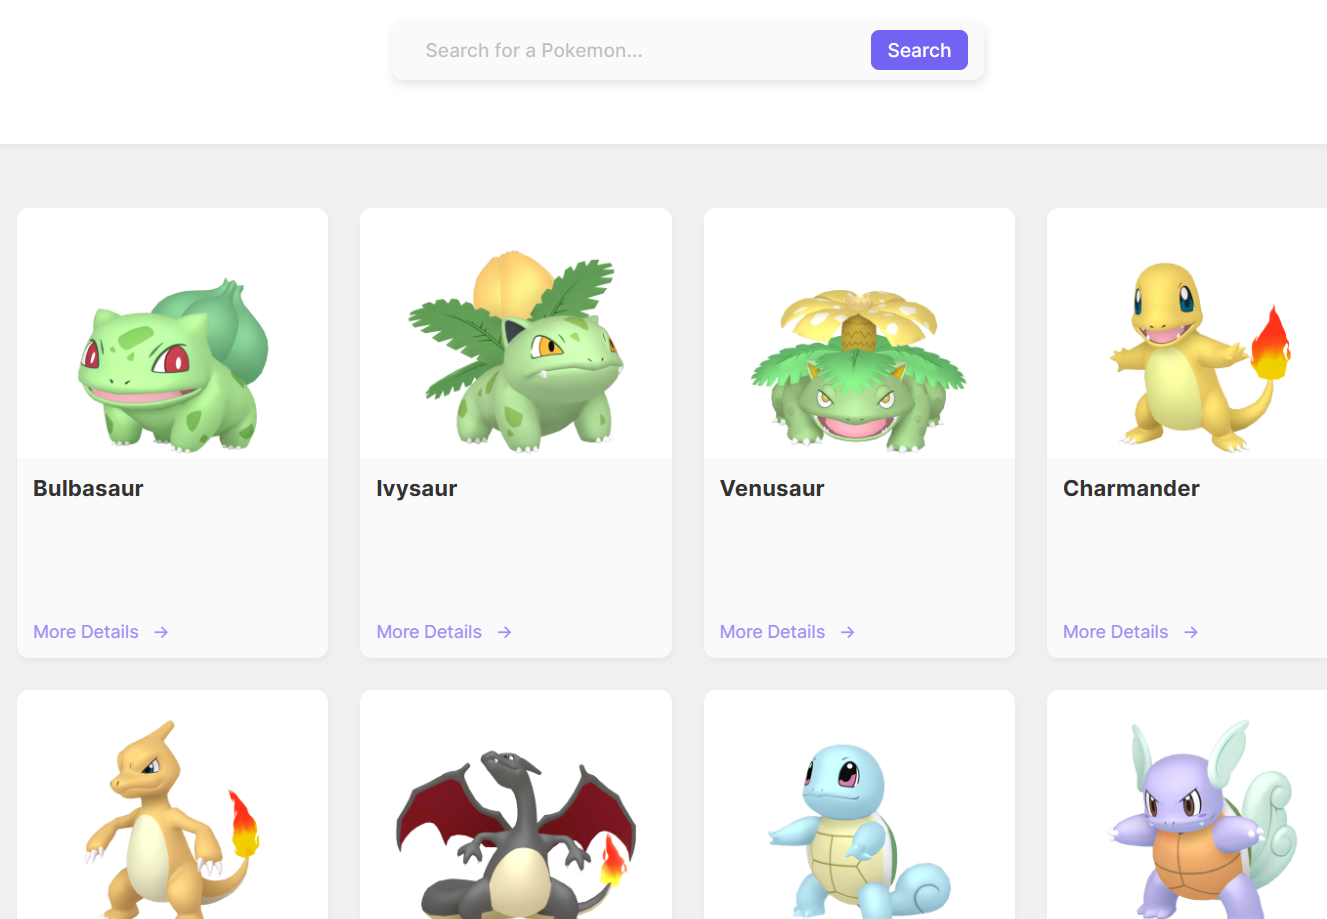 Search for a Pokemon...
Search
Bulbasaur
Ivysaur
Venusaur
Charmander
More Details →
More Details →
More Details →
More Details →